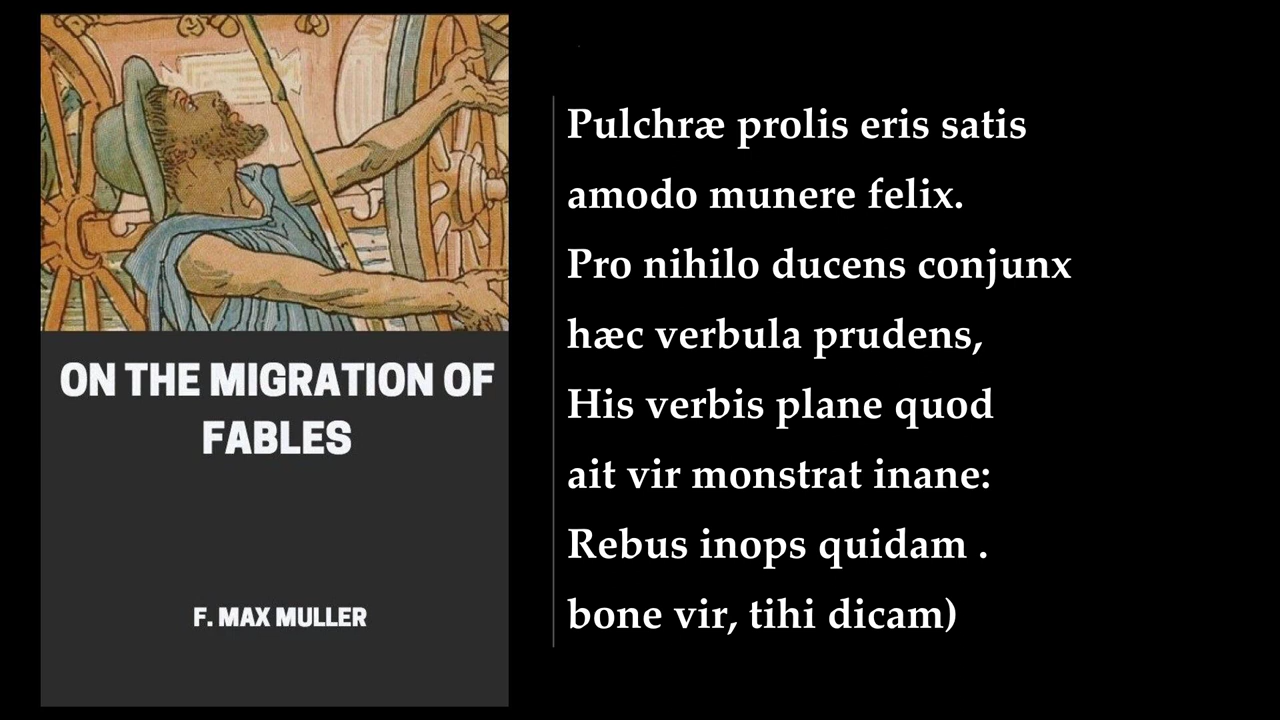 ON THE MIGRATION OF
FABLES
F. MAX MULLER
Pulchræ prolis eris satis
amodo munere felix.
Pro nihilo ducens conjunx
hæc verbula prudens,
His verbis plane quod
ait vir monstrat inane:
Rebus inops quidam .
bone vir, tihi dicam)